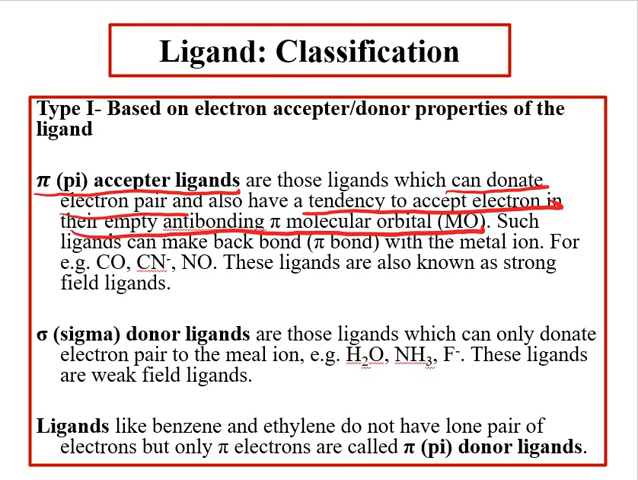 Ligand: Classification
Type I- Based on electron accepter/donor properties of the
ligand
π (pi) accepter ligands are those ligands which can donate
electron pair and also have a tendency to accept electron in
their empty antibonding π molecular orbital (MO). Such
ligands can make back bond (π bond) with the metal ion. For
e.g. CO, CN⁻, NO. These ligands are also known as strong
field ligands.
σ (sigma) donor ligands are those ligands which can only donate
electron pair to the meal ion, e.g. H₂O, NH₃, F⁻. These ligands
are weak field ligands.
Ligands like benzene and ethylene do not have lone pair of
electrons but only π electrons are called π (pi) donor ligands.